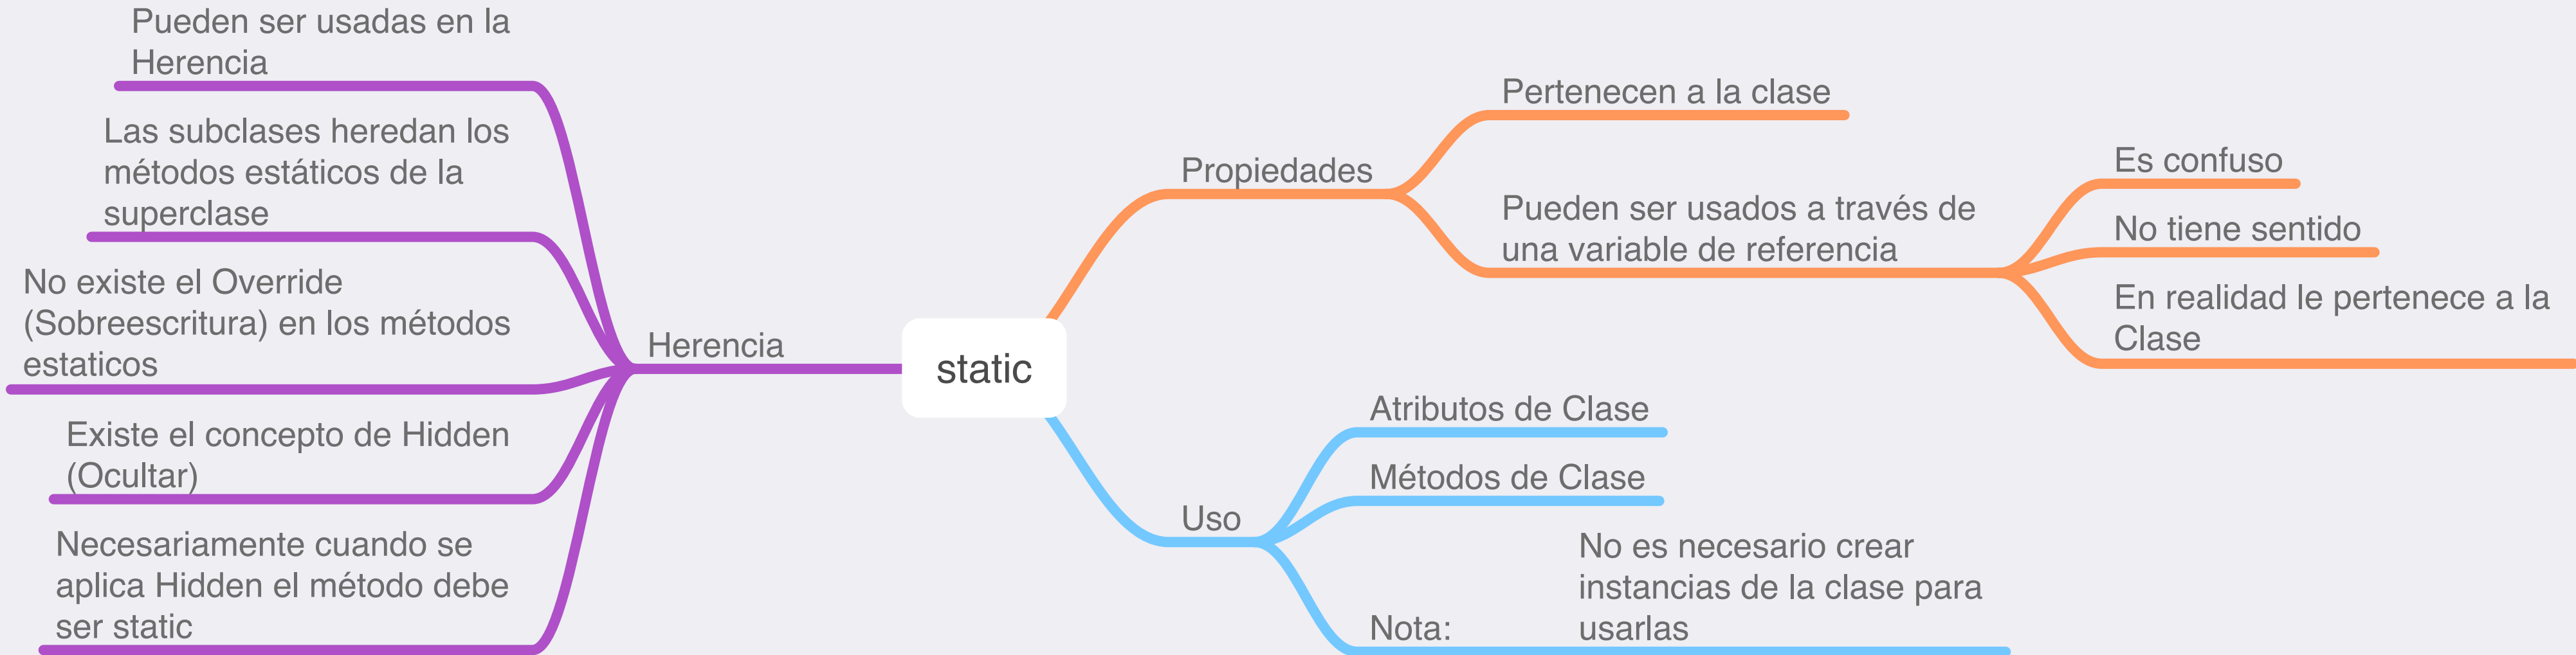 Pueden ser usadas en la
Herencia
Las subclases heredan los
métodos estáticos de la
superclase
No existe el Override
(Sobreescritura) en los métodos
estaticos
Existe el concepto de Hidden
(Ocultar)
Necesariamente cuando se
aplica Hidden el método debe
ser static
Herencia
static
Propiedades
Pertenecen a la clase
Pueden ser usados a través de
una variable de referencia
Es confuso
No tiene sentido
En realidad le pertenece a la
Clase
Uso
Atributos de Clase
Métodos de Clase
Nota:
No es necesario crear
instancias de la clase para
usarlas